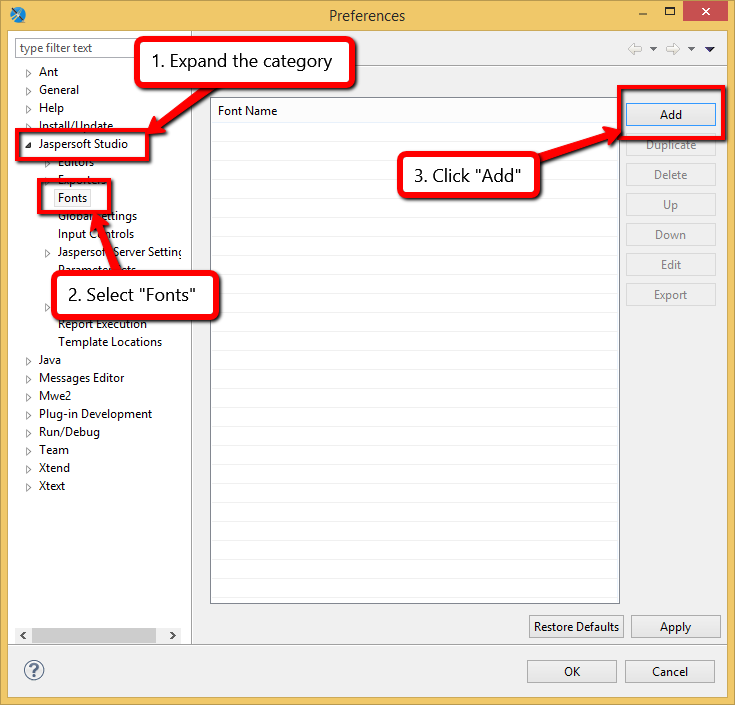 Preferences
type filter text
1. Expand the category
Ant
General
Help
Install/Update
Jaspersoft Studio
Editors
Exporters
Fonts
Global Settings
Input Controls
Jaspersoft Server Setting
2. Select "Fonts"
Report Execution
Template Locations
Java
Messages Editor
Mwe2
Plug-in Development
Run/Debug
Team
Xtend
Xtext
Font Name
3. Click "Add"
Add
Duplicate
Delete
Up
Down
Edit
Export
Restore Defaults
Apply
OK
Cancel